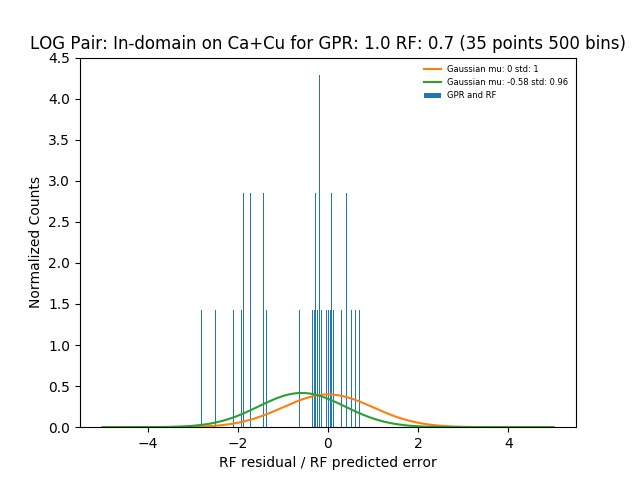 LOG Pair: In-domain on Ca+Cu for GPR: 1.0 RF: 0.7 (35 points 500 bins)
Gaussian mu: 0 std: 1
Gaussian mu: -0.58 std: 0.96
GPR and RF
Normalized Counts
4.5
4.0
3.5
3.0
2.5
2.0
1.5
1.0
0.5
0.0
−4 −2 0 2 4
RF residual / RF predicted error